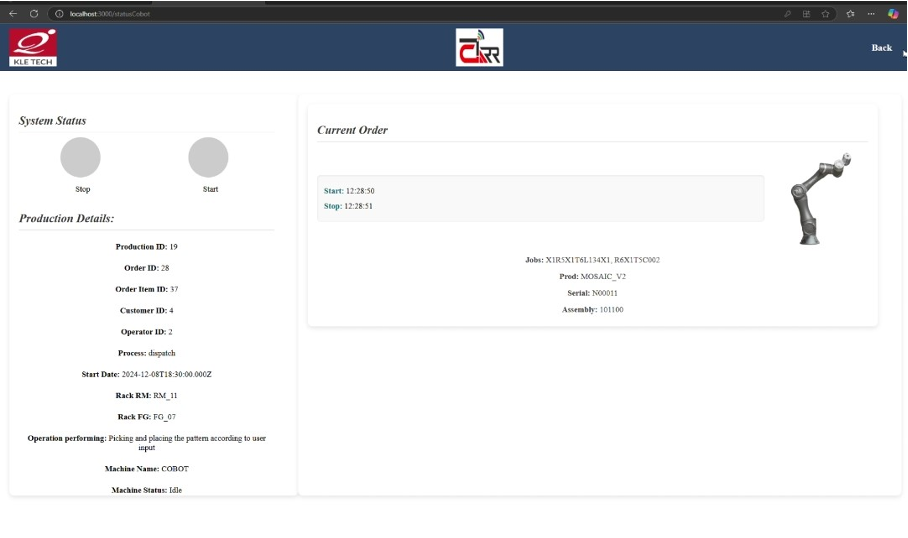 localhost:3000/statusCobot
KLE TECH
Back
System Status
Stop
Start
Production Details:
Production ID: 19
Order ID: 28
Order Item ID: 37
Customer ID: 4
Operator ID: 2
Process: dispatch
Start Date: 2024-12-08T18:30:00.000Z
Rack RM: RM_11
Rack FG: FG_07
Operation performing: Picking and placing the pattern according to user
input
Machine Name: COBOT
Machine Status: Idle
Current Order
Start: 12:28:50
Stop: 12:28:51
Jobs: X1R5X1T6L134X1, R6X1T5C002
Prod: MOSAIC_V2
Serial: N00011
Assembly: 101100